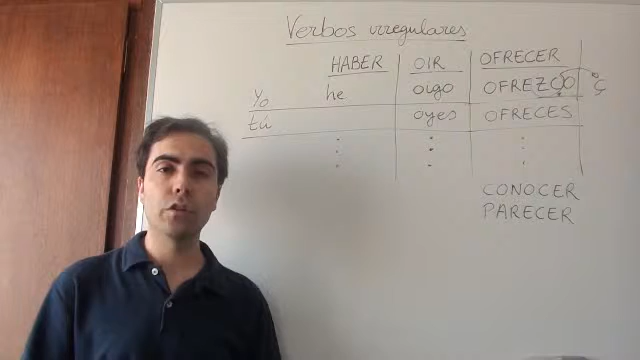 Verbos irregulares
HABER OIR OFRECER
Yo he oigo OFREZCO ç
tú oyes OFRECES
CONOCER
PARECER